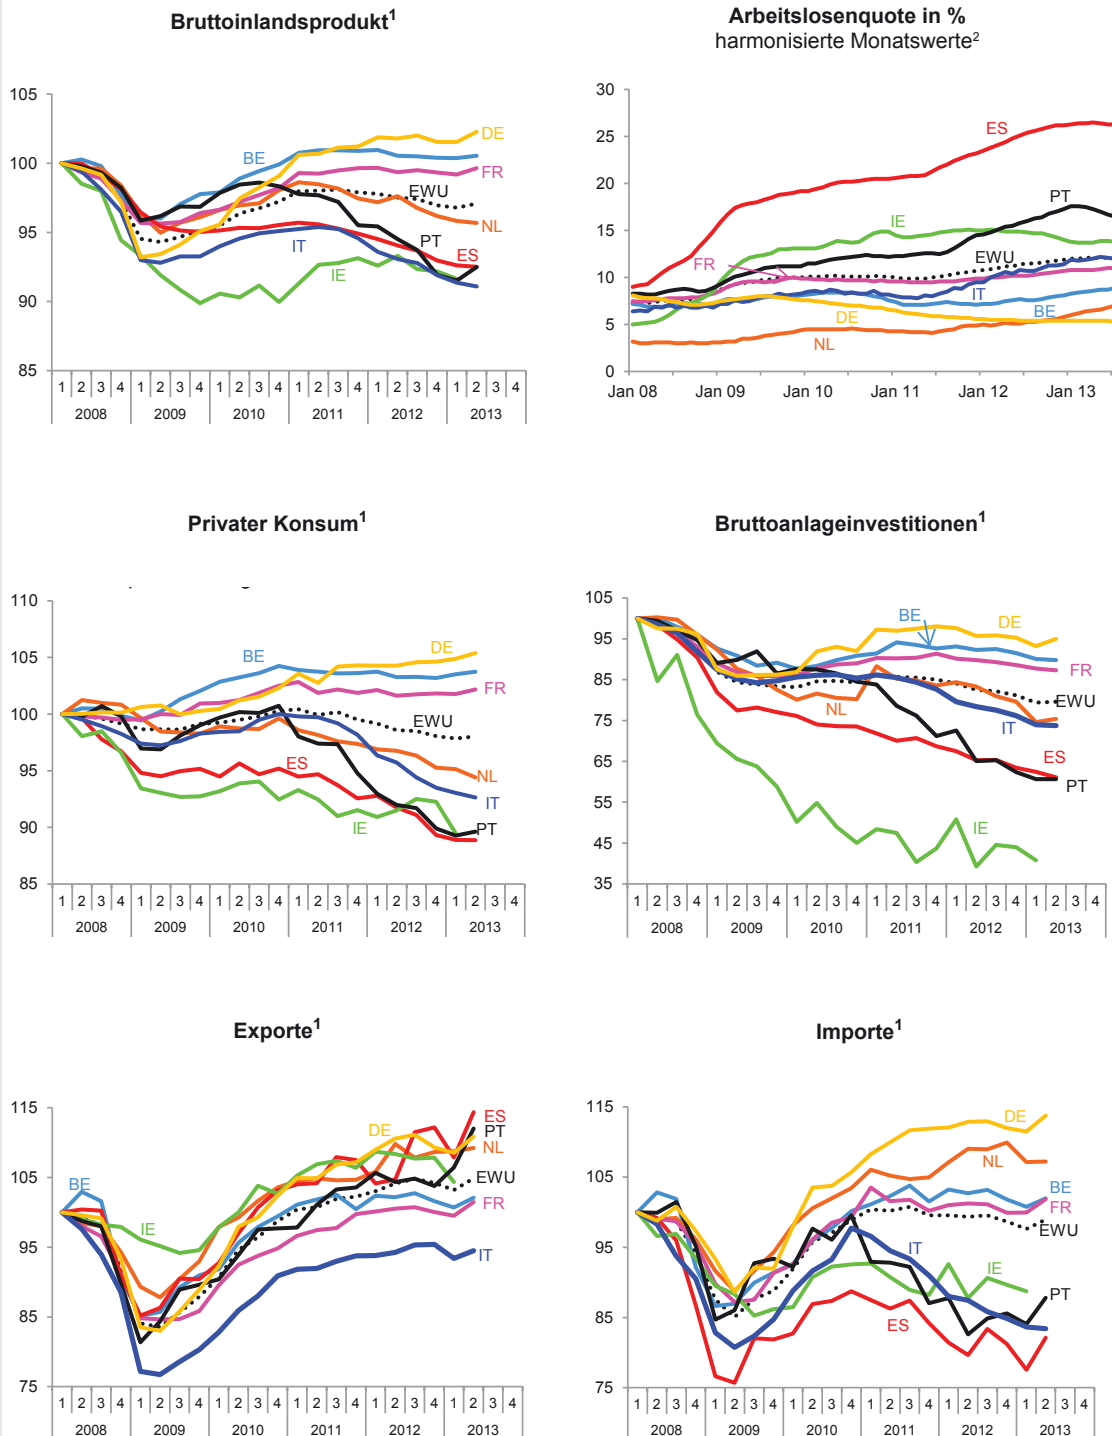 Bruttoinlandsprodukt¹
105
100
95
90
85
DE
BE
FR
EWU
NL
PT
ES
IT
IE
1 2 3 4 1 2 3 4 1 2 3 4 1 2 3 4 1 2 3 4 1 2 3 4
2008 2009 2010 2011 2012 2013
Arbeitslosenquote in %
harmonisierte Monatswerte²
30
25
20
15
10
5
0
ES
PT
IE
EWU
FR
IT
DE
BE
NL
Jan 08 Jan 09 Jan 10 Jan 11 Jan 12 Jan 13
Privater Konsum¹
110
105
100
95
90
85
DE
BE
FR
EWU
ES
NL
IT
IE
PT
1 2 3 4 1 2 3 4 1 2 3 4 1 2 3 4 1 2 3 4 1 2 3 4
2008 2009 2010 2011 2012 2013
Bruttoanlageinvestitionen¹
105
95
85
75
65
55
45
35
BE
DE
FR
EWU
NL
IT
ES
PT
IE
1 2 3 4 1 2 3 4 1 2 3 4 1 2 3 4 1 2 3 4 1 2 3 4
2008 2009 2010 2011 2012 2013
Exporte¹
115
105
95
85
75
ES
PT
DE
NL
EWU
BE
FR
IE
IT
1 2 3 4 1 2 3 4 1 2 3 4 1 2 3 4 1 2 3 4 1 2 3 4
2008 2009 2010 2011 2012 2013
Importe¹
115
105
95
85
75
DE
NL
BE
FR
EWU
IE
PT
ES
IT
1 2 3 4 1 2 3 4 1 2 3 4 1 2 3 4 1 2 3 4 1 2 3 4
2008 2009 2010 2011 2012 2013